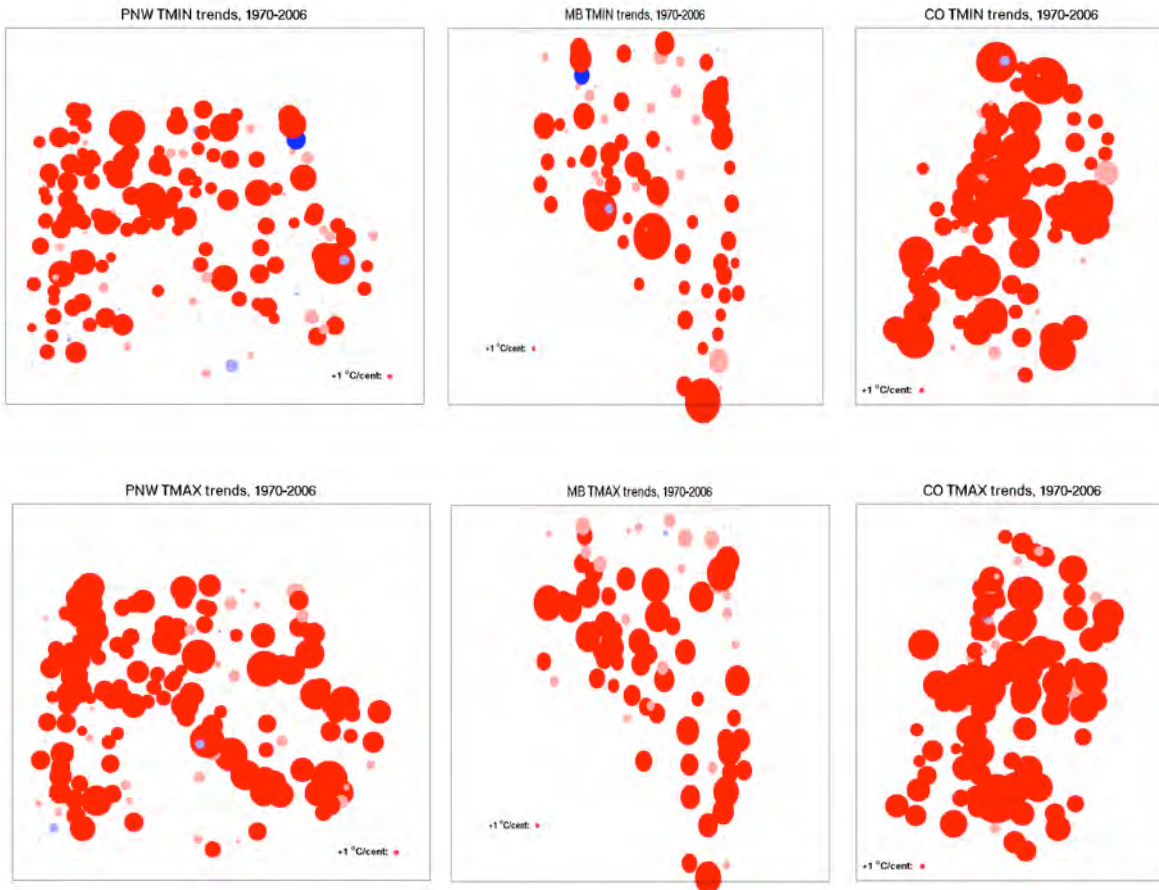 PNW TMIN trends, 1970-2006
MB TMIN trends, 1970-2006
CO TMIN trends, 1970-2006
+1 °C/cent:
+1 °C/cent:
+1 °C/cent:
PNW TMAX trends, 1970-2006
MB TMAX trends, 1970-2006
CO TMAX trends, 1970-2006
+1 °C/cent:
+1 °C/cent:
+1 °C/cent: